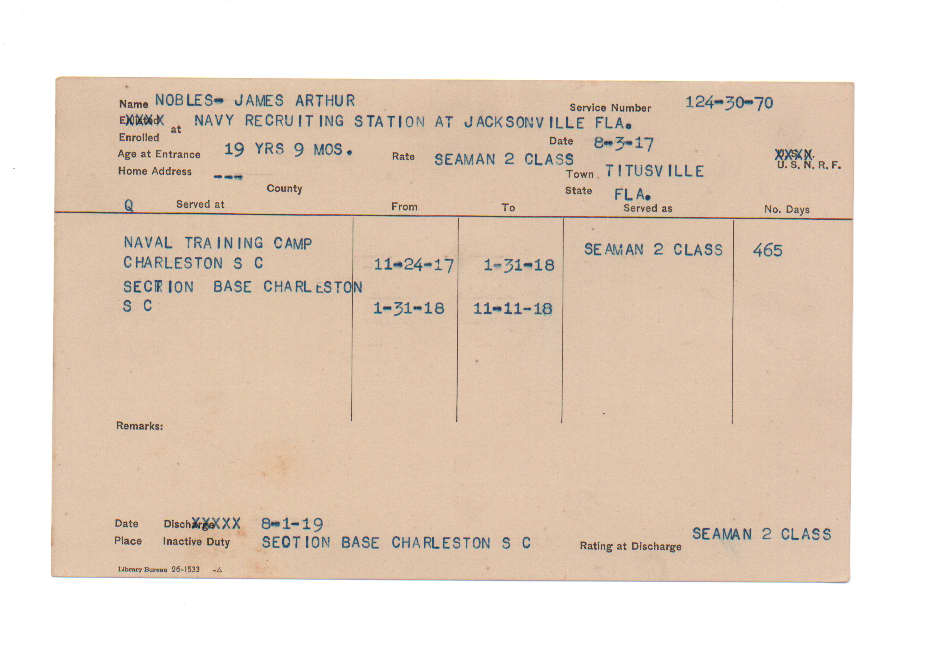 Name NOBLES- JAMES ARTHUR Service Number 124-30-70
Enrolled at NAVY RECRUITING STATION AT JACKSONVILLE FLA. Date 8-3-17
Age at Entrance 19 YRS 9 MOS. Rate SEAMAN 2 CLASS U. S. N. R. F.
Home Address --- County Town TITUSVILLE State FLA.
Q Served at From To Served as No. Days
NAVAL TRAINING CAMP SEAMAN 2 CLASS 465
CHARLESTON S C 11-24-17 1-31-18
SECTION BASE CHARLESTON
S C 1-31-18 11-11-18
Remarks:
Date Discharge XXXXX 8-1-19
Place Inactive Duty SECTION BASE CHARLESTON S C Rating at Discharge SEAMAN 2 CLASS
Library Bureau 26-1533